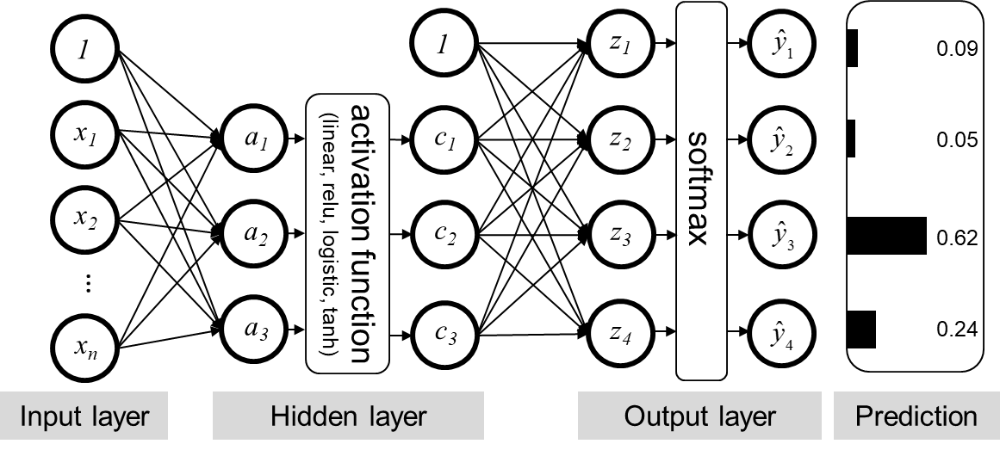 1
x1
x2
...
xn
a1
a2
a3
activation function
(linear, relu, logistic, tanh)
1
c1
c2
c3
z1
z2
z3
z4
softmax
ŷ1
ŷ2
ŷ3
ŷ4
0.09
0.05
0.62
0.24
Input layer
Hidden layer
Output layer
Prediction